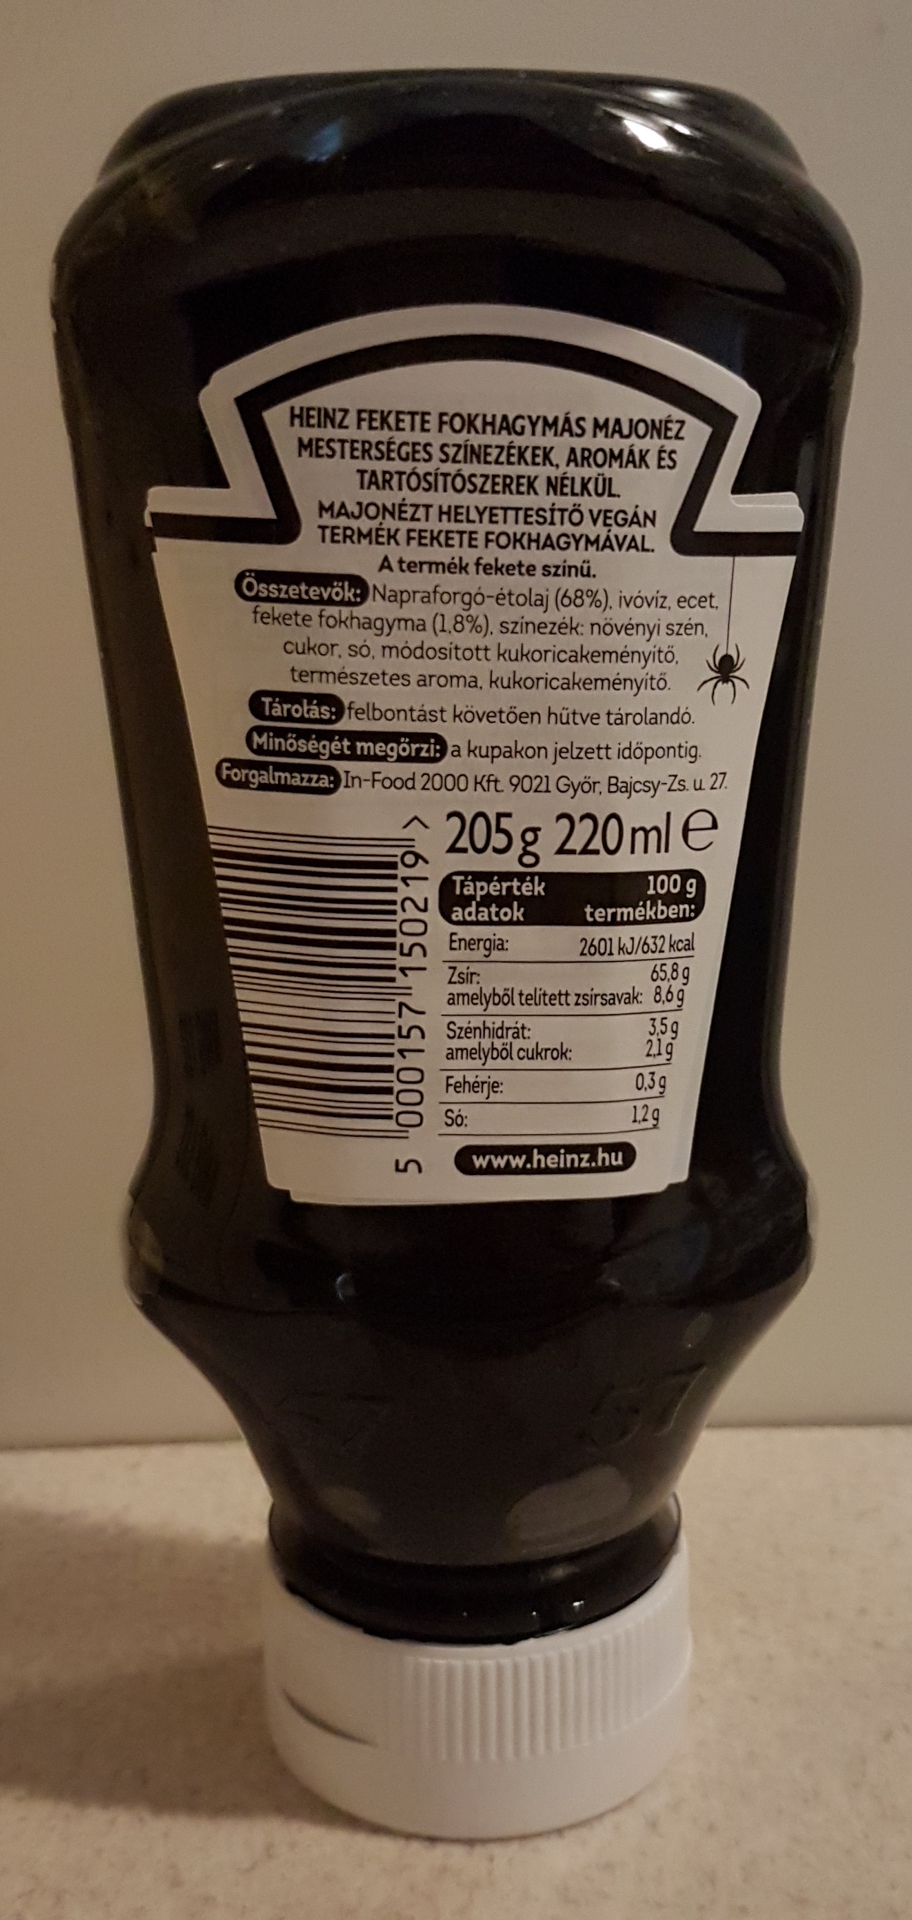 HEINZ FEKETE FOKHAGYMÁS MAJONÉZ
MESTERSÉGES SZÍNEZÉKEK, AROMÁK ÉS
TARTÓSÍTÓSZEREK NÉLKÜL.
MAJONÉZT HELYETTESÍTŐ VEGÁN
TERMÉK FEKETE FOKHAGYMÁVAL.
A termék fekete színű.
Összetevők: Napraforgó-étolaj (68%), ivóvíz, ecet,
fekete fokhagyma (1,8%), színezék: növényi szén,
cukor, só, módosított kukoricakeményítő,
természetes aroma, kukoricakeményítő.
Tárolás: felbontást követően hűtve tárolandó.
Minőségét megőrzi: a kupakon jelzett időpontig.
Forgalmazza: In-Food 2000 Kft. 9021 Győr, Bajcsy-Zs. u. 27.
205 g 220 ml e
Tápérték 100 g
adatok termékben:
Energia: 2601 kJ/632 kcal
Zsír: 65,8 g
amelyből telített zsírsavak: 8,6 g
Szénhidrát: 3,5 g
amelyből cukrok: 2,1 g
Fehérje: 0,3 g
Só: 1,2 g
www.heinz.hu
5 000157 150219 >
57